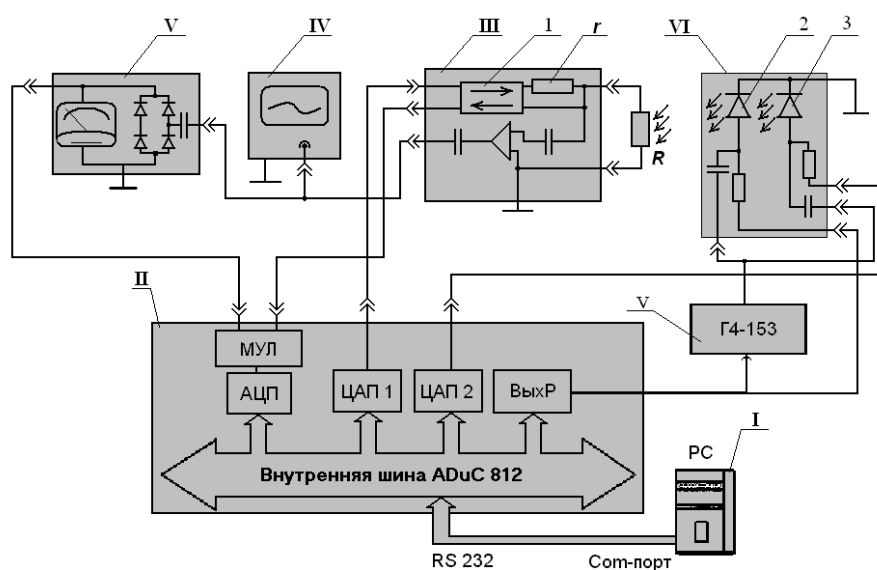 V
IV
III
1
r
VI
2
3
R
II
МУЛ
АЦП
ЦАП 1
ЦАП 2
ВыхР
V
Г4-153
I
PC
Внутренняя шина ADuC 812
RS 232
Com-порт